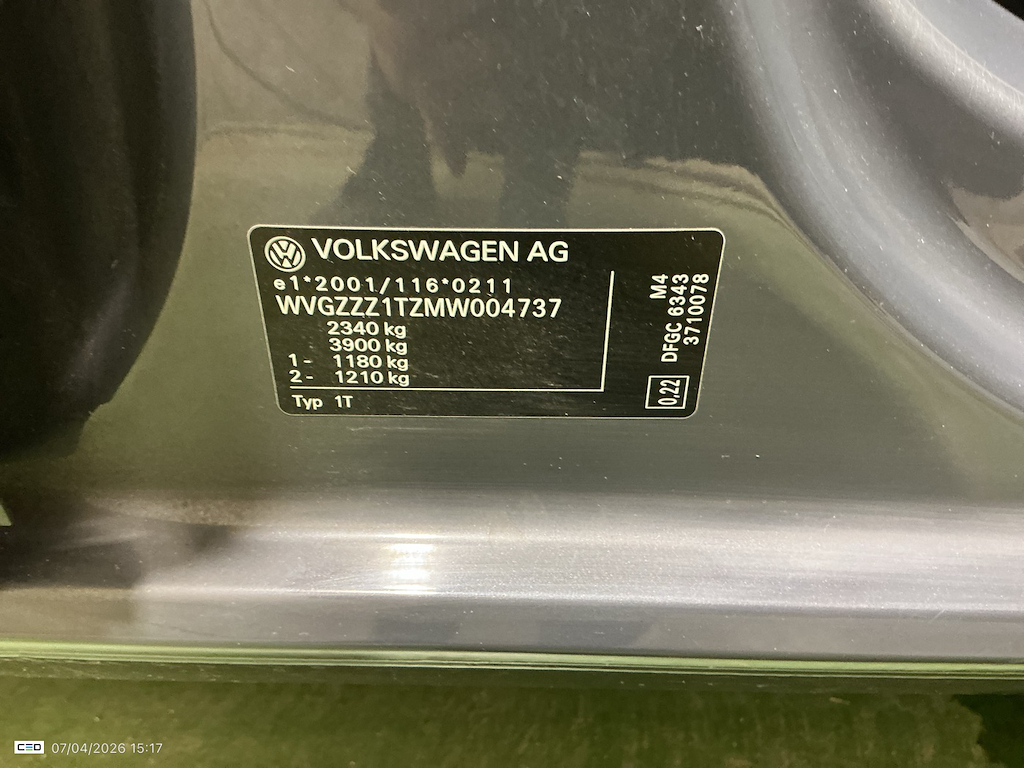 VOLKSWAGEN AG
e1*2001/116*0211
WVGZZZ1TZMW004737
2340 kg
3900 kg
1- 1180 kg
2- 1210 kg
Typ 1T
M4
DFGC 6343
3710078
0,22
CEO 07/04/2026 15:17